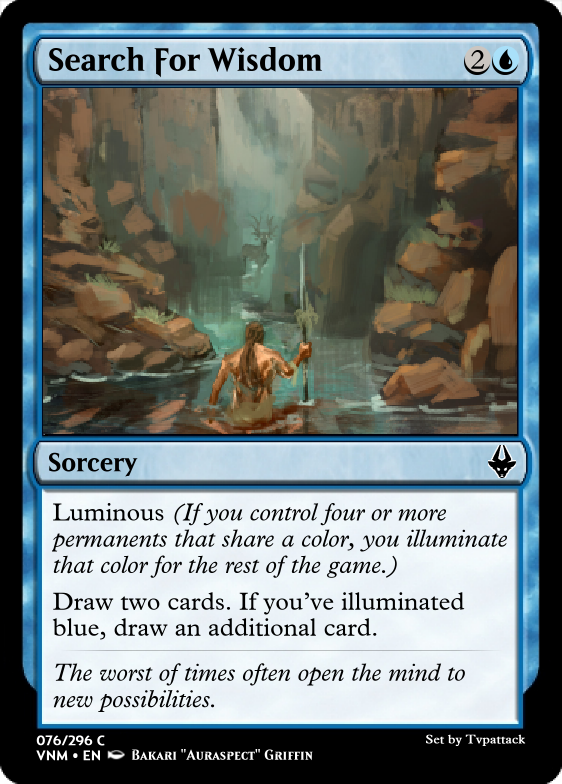 Search For Wisdom 2
Sorcery
Luminous (If you control four or more
permanents that share a color, you illuminate
that color for the rest of the game.)
Draw two cards. If you've illuminated
blue, draw an additional card.
The worst of times often open the mind to
new possibilities.
076/296 C
Set by Tvpattack
VNM • EN Bakari "Auraspect" Griffin